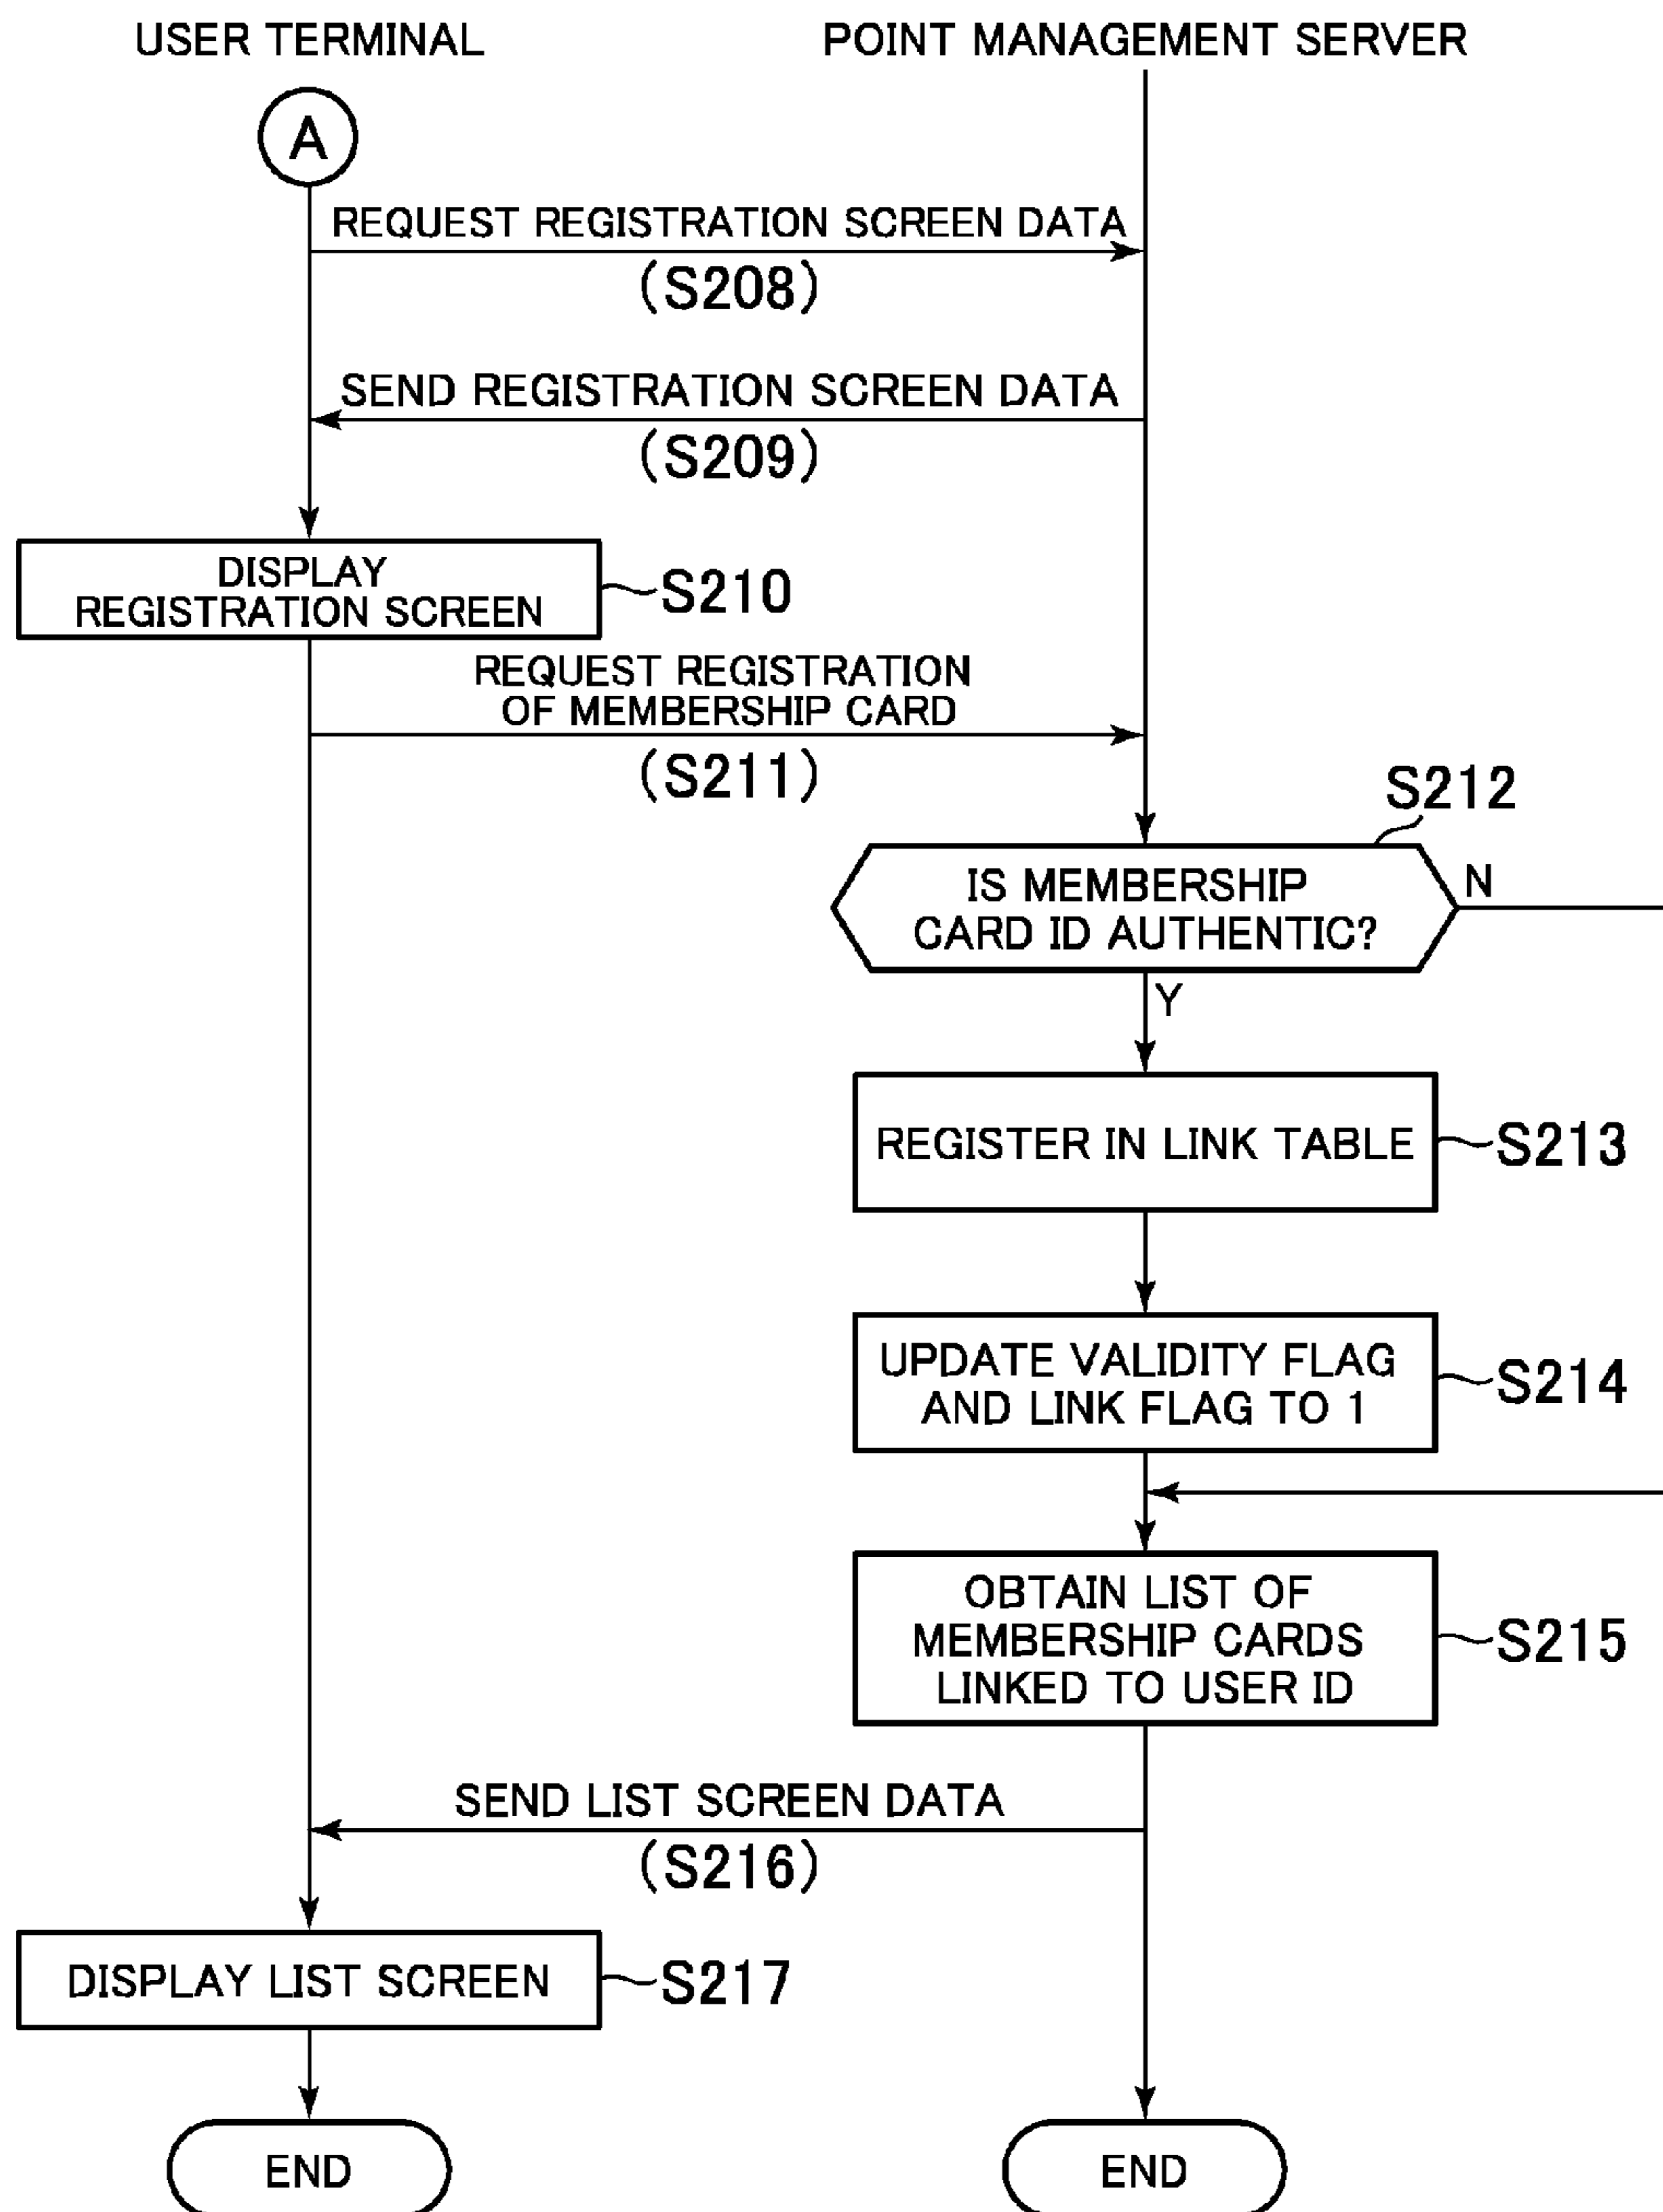 USER TERMINAL
POINT MANAGEMENT SERVER
A
REQUEST REGISTRATION SCREEN DATA
(S208)
SEND REGISTRATION SCREEN DATA
(S209)
DISPLAY
REGISTRATION SCREEN
S210
REQUEST REGISTRATION
OF MEMBERSHIP CARD
(S211)
S212
IS MEMBERSHIP
CARD ID AUTHENTIC?
N
Y
REGISTER IN LINK TABLE
S213
UPDATE VALIDITY FLAG
AND LINK FLAG TO 1
S214
OBTAIN LIST OF
MEMBERSHIP CARDS
LINKED TO USER ID
S215
SEND LIST SCREEN DATA
(S216)
DISPLAY LIST SCREEN
S217
END
END